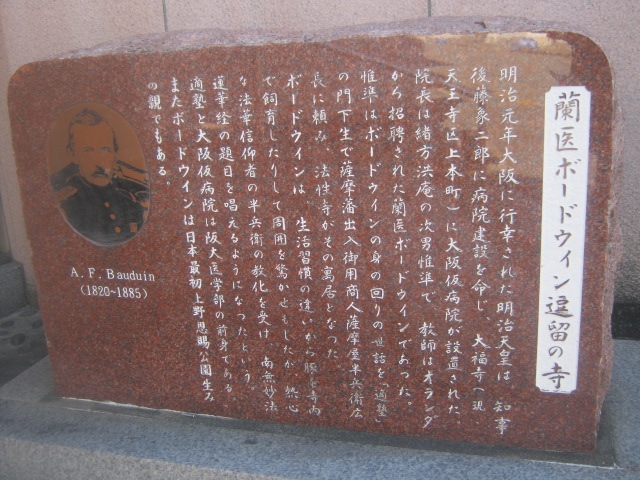 蘭医ボードウィン逗留の寺
明治元年大阪に行幸された明治天皇は、知事
後藤象二郎に病院建設を命じ、大福寺(現、
天王寺区上本町)に大阪仮病院が設置された。
院長は緒方洪庵の次男惟準で、教師はオランダ
から招聘された蘭医ボードウィンであった。
惟準はボードウィンの身の回りの世話を「適塾」
の門下生で薩摩藩出入御用商人薩摩屋半兵衛広
長に頼み、法性寺がその寓居となった。
ボードウィンは、生活習慣の違いから豚を寺内
で飼育したりして周囲を驚かせもしたが、熱心
な法華信仰者の半兵衛の教化を受け、南無妙法
蓮華経の題目を唱えるようになったという。
適塾と大阪仮病院は阪大医学部の前身である
またボードウィンは日本最初上野恩賜公園生み
の親でもある。
A.F.Bauduin
(1820~1885)